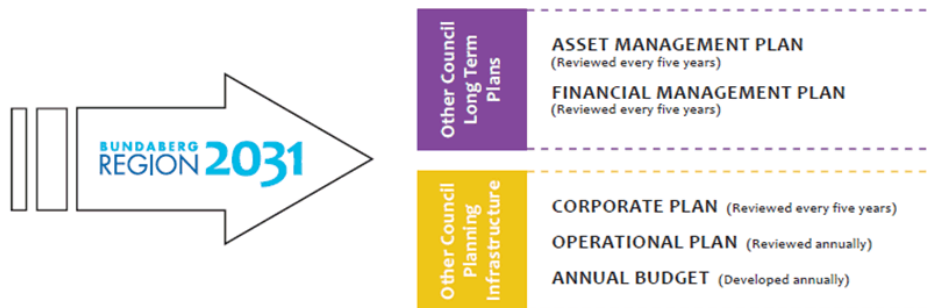 BUNDABERG
REGION 2031
Other Council
Long Term
Plans
ASSET MANAGEMENT PLAN
(Reviewed every five years)
FINANCIAL MANAGEMENT PLAN
(Reviewed every five years)
Other Council
Planning
Infrastructure
CORPORATE PLAN (Reviewed every five years)
OPERATIONAL PLAN (Reviewed annually)
ANNUAL BUDGET (Developed annually)